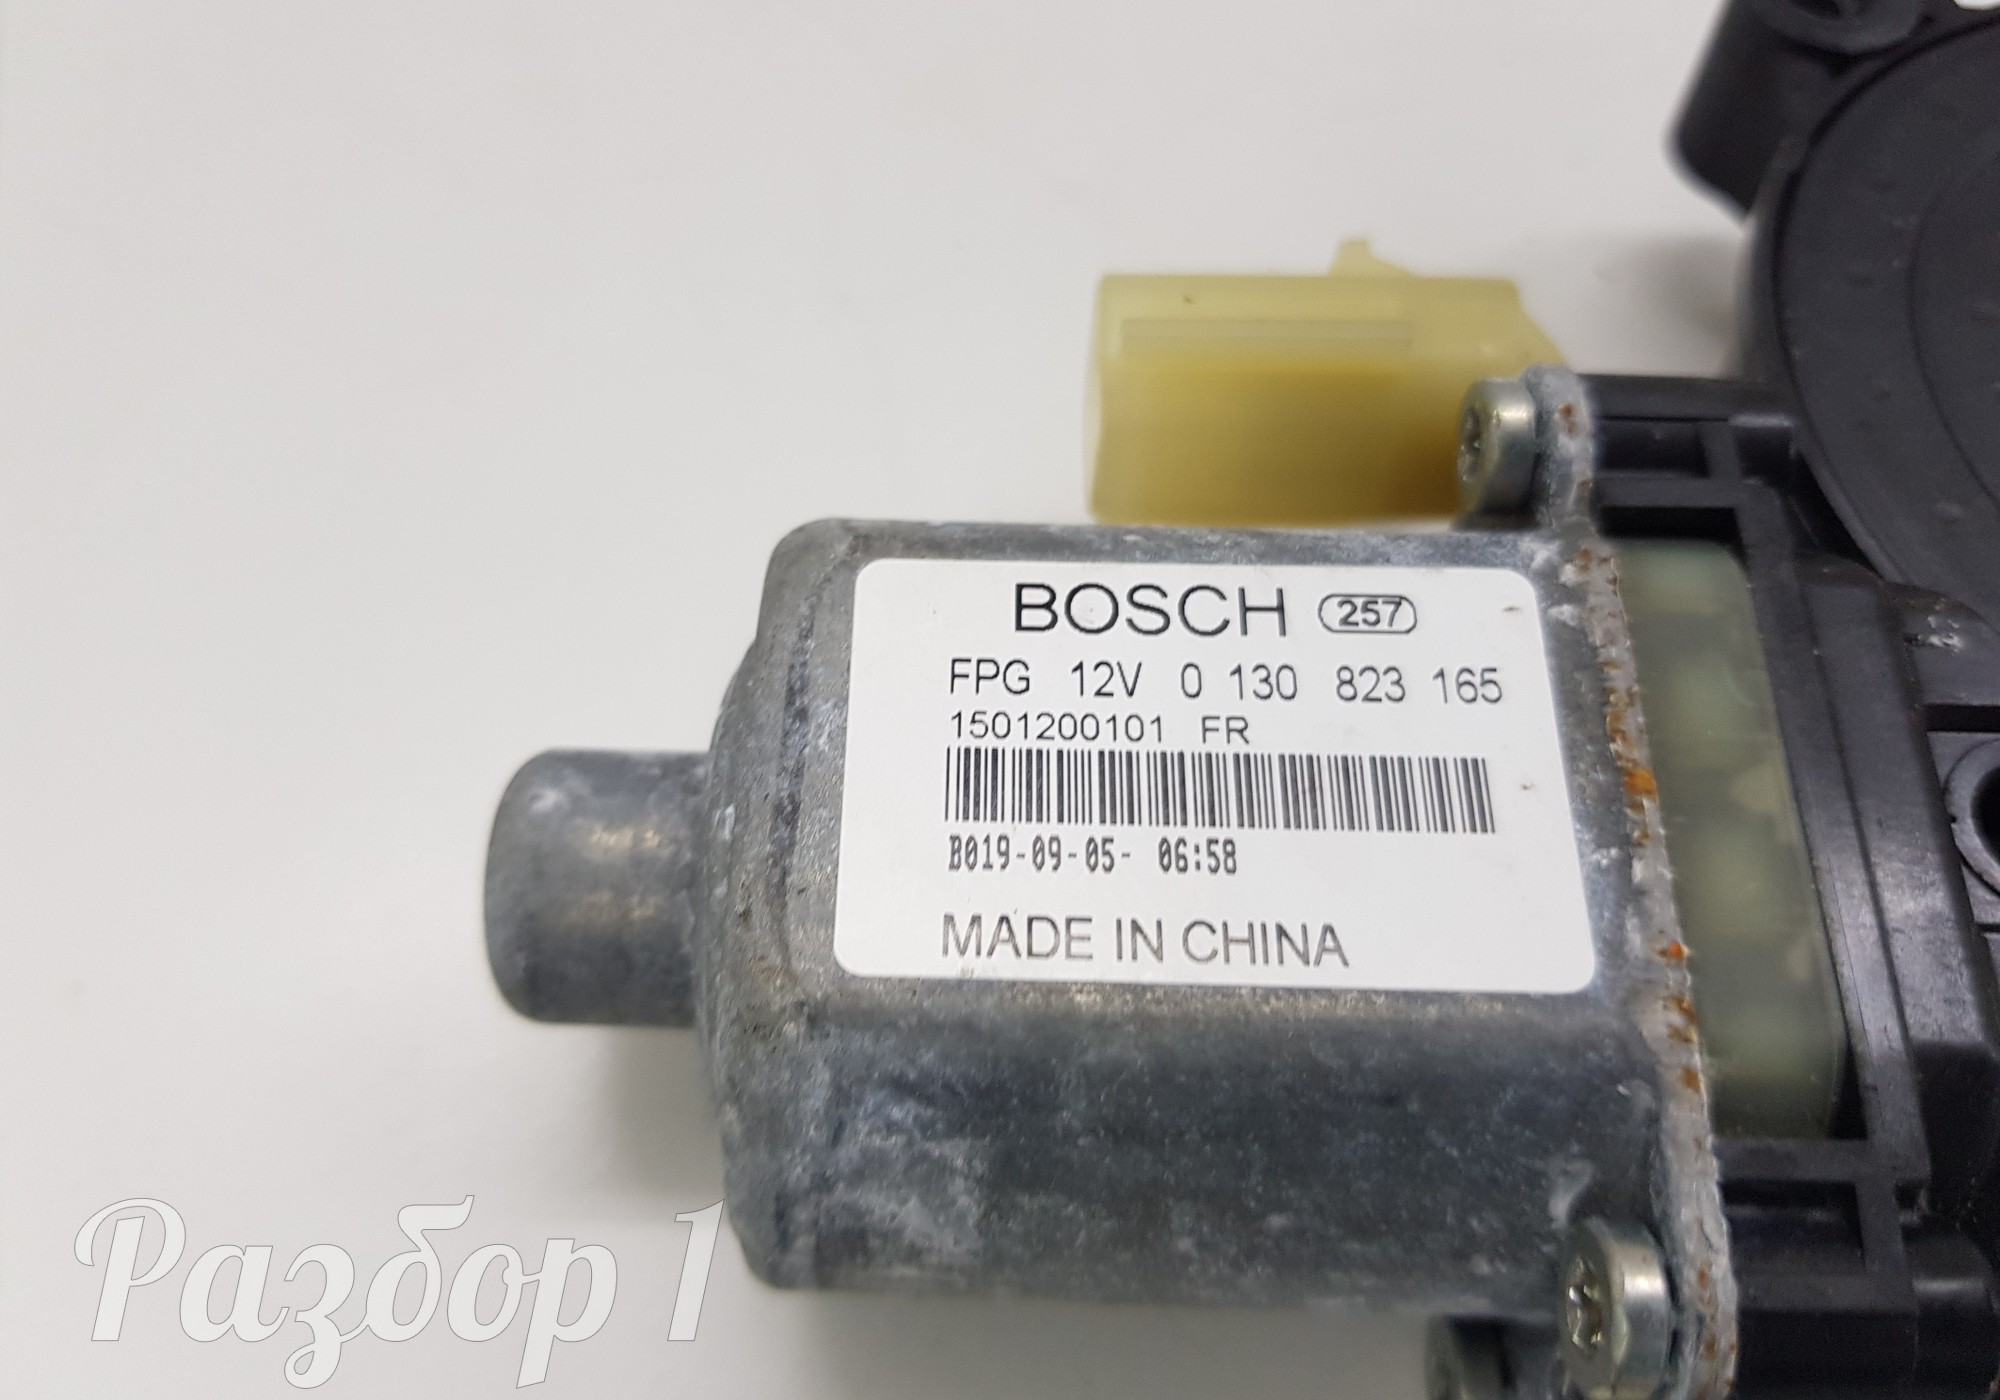 BOSCH 257
FPG 12V 0 130 823 165
1501200101 FR
B019-09-05- 06:58
MADE IN CHINA
Разбор 1